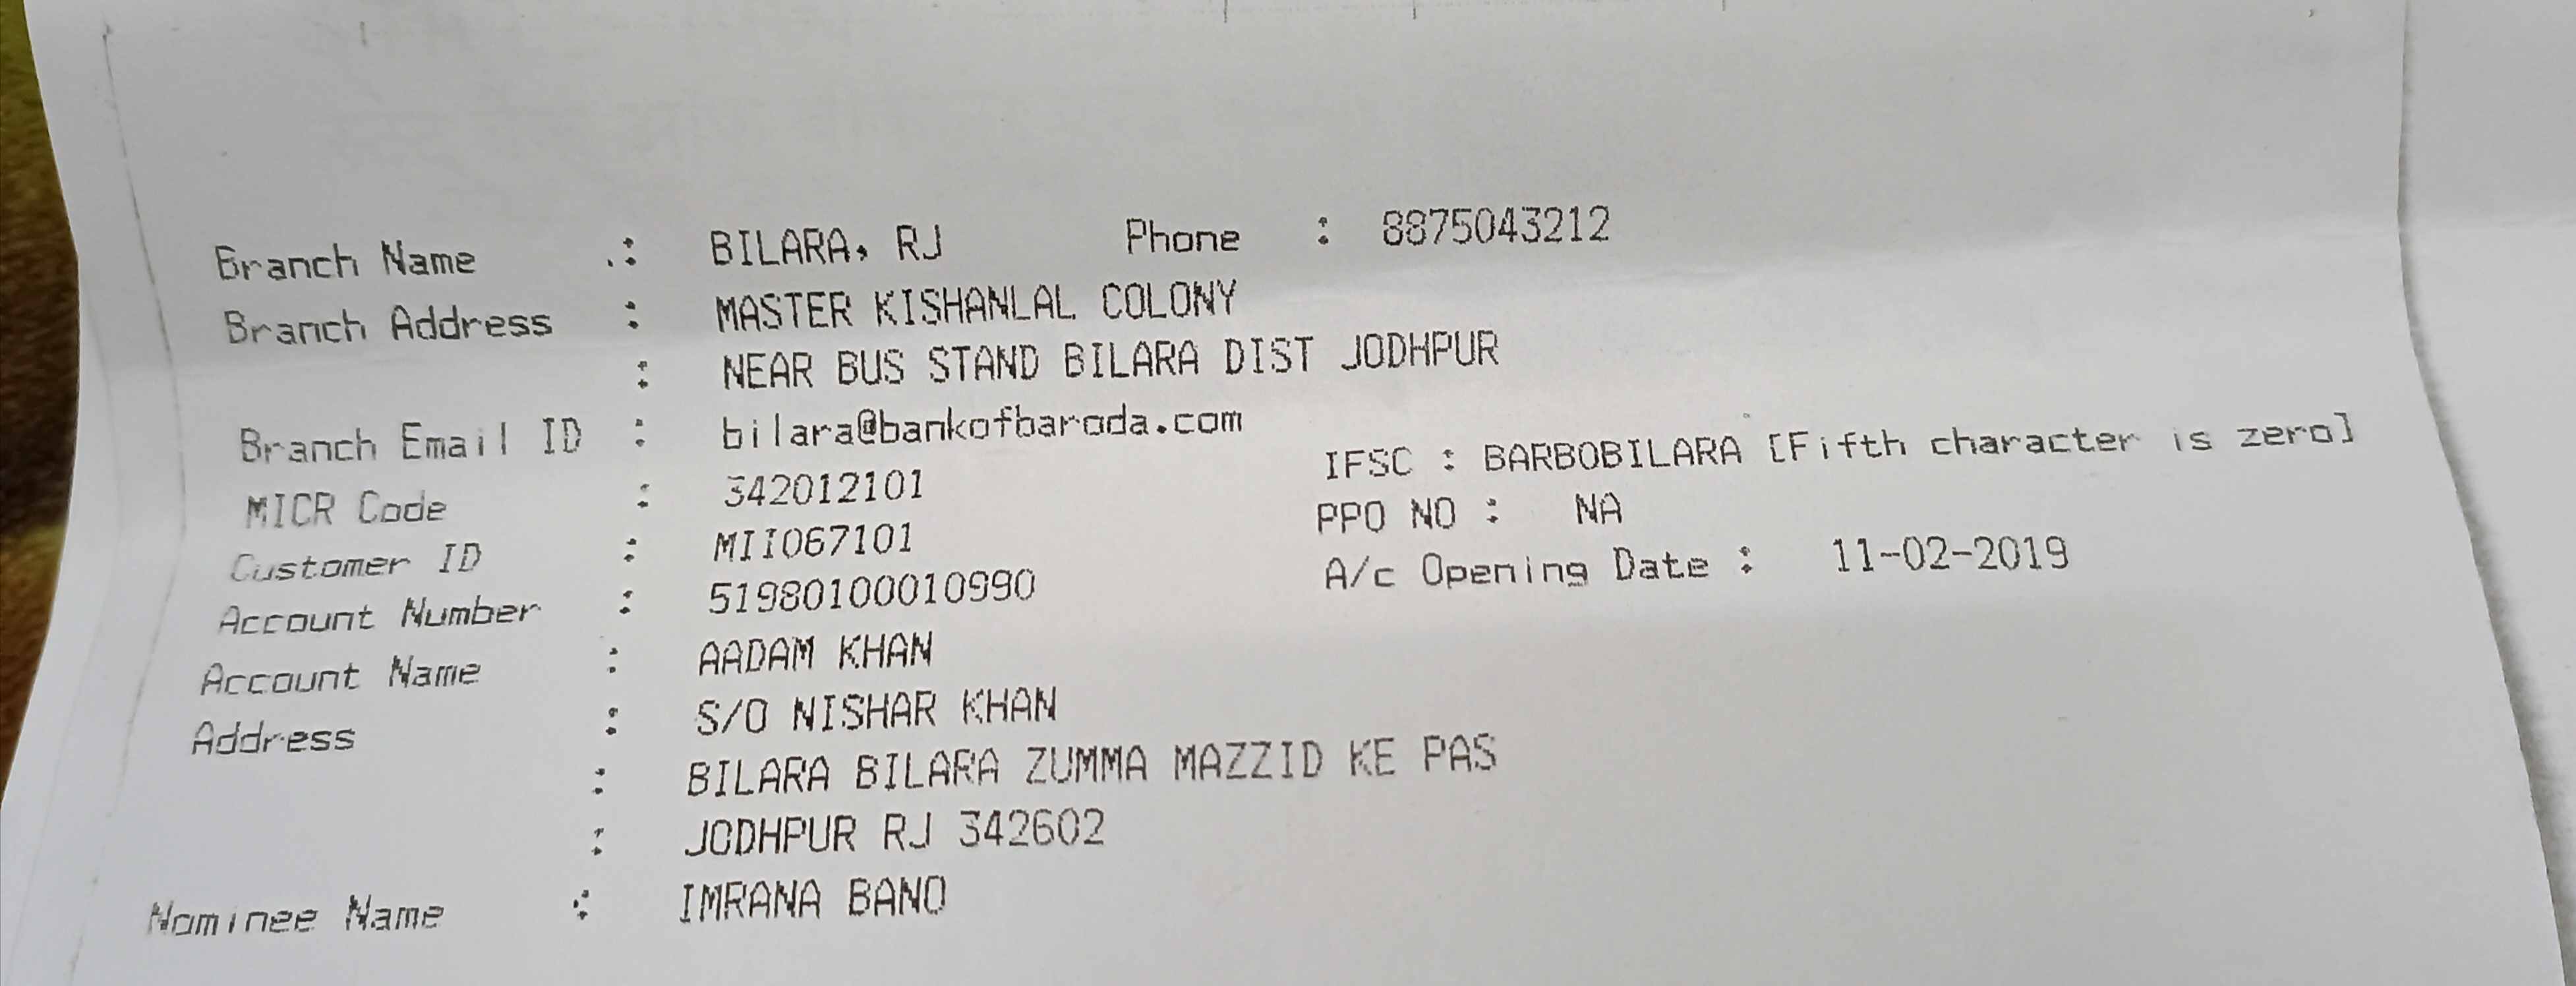 Branch Name : BILARA, RJ Phone : 8875043212
Branch Address : MASTER KISHANLAL COLONY
: NEAR BUS STAND BILARA DIST JODHPUR
Branch Email ID : bilara@bankofbaroda.com
MICR Code : 342012101 IFSC : BARB0BILARA [Fifth character is zero]
Customer ID : MII067101 PPO NO : NA
Account Number : 51980100010990 A/c Opening Date : 11-02-2019
Account Name : AADAM KHAN
Address : S/O NISHAR KHAN
: BILARA BILARA ZUMMA MAZZID KE PAS
: JODHPUR RJ 342602
Nominee Name : IMRANA BANO